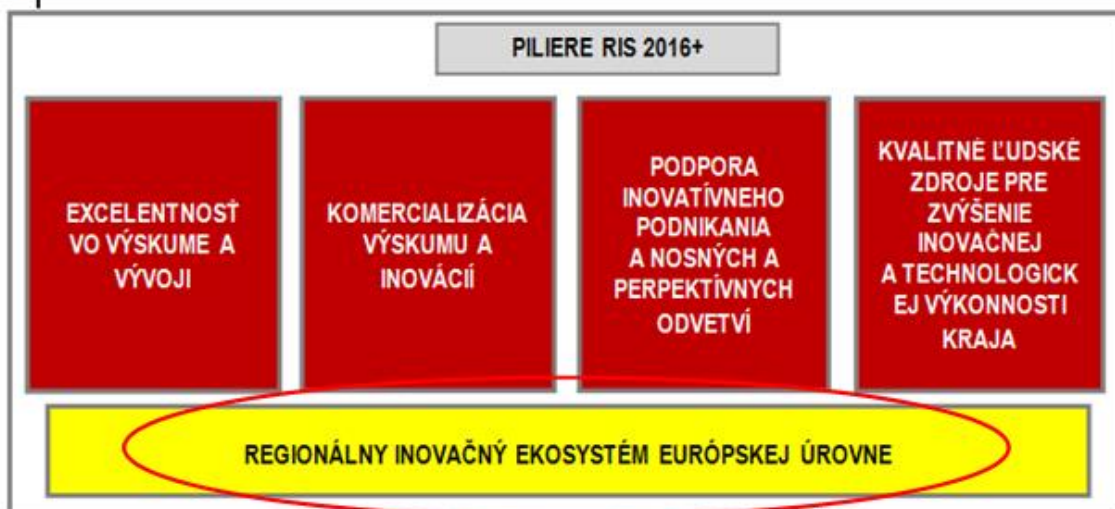 PILIERE RIS 2016+
EXCELENTNOSŤ
VO VÝSKUME A
VÝVOJI
KOMERCIALIZÁCIA
VÝSKUMU A
INOVÁCIÍ
PODPORA
INOVATÍVNEHO
PODNIKANIA
A NOSNÝCH A
PERPEKTÍVNYCH
ODVETVÍ
KVALITNÉ ĽUDSKÉ
ZDROJE PRE
ZVÝŠENIE
INOVAČNEJ
A TECHNOLOGICK
EJ VÝKONNOSTI
KRAJA
REGIONÁLNY INOVAČNÝ EKOSYSTÉM EURÓPSKEJ ÚROVNE